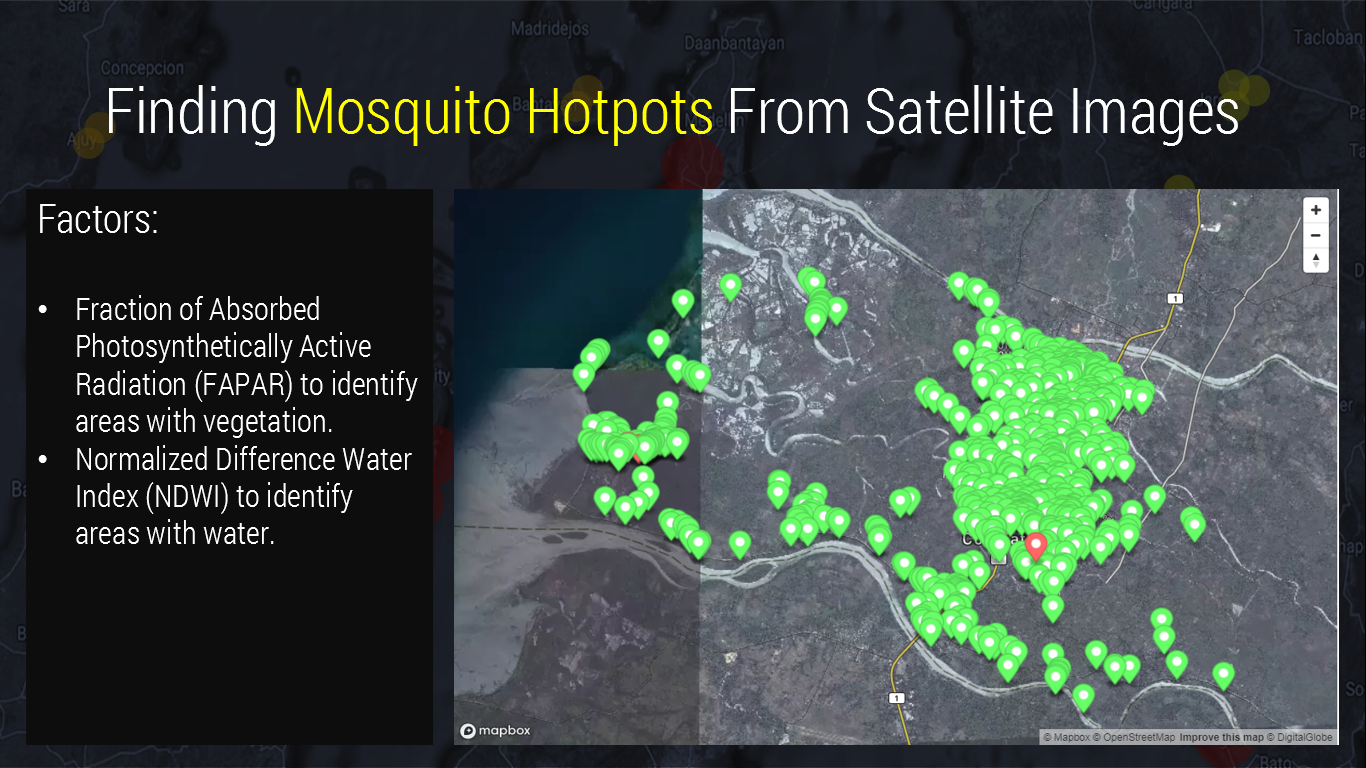 Sara
Madridejos
Daanbantayan
Carigara
Tacloban
Concepcion
Finding Mosquito Hotpots From Satellite Images
Ajuy
Factors:
• Fraction of Absorbed
Photosynthetically Active
Radiation (FAPAR) to identify
areas with vegetation.
• Normalized Difference Water
Index (NDWI) to identify
areas with water.
+
−
1
1
mapbox
© Mapbox © OpenStreetMap Improve this map © DigitalGlobe
Bato